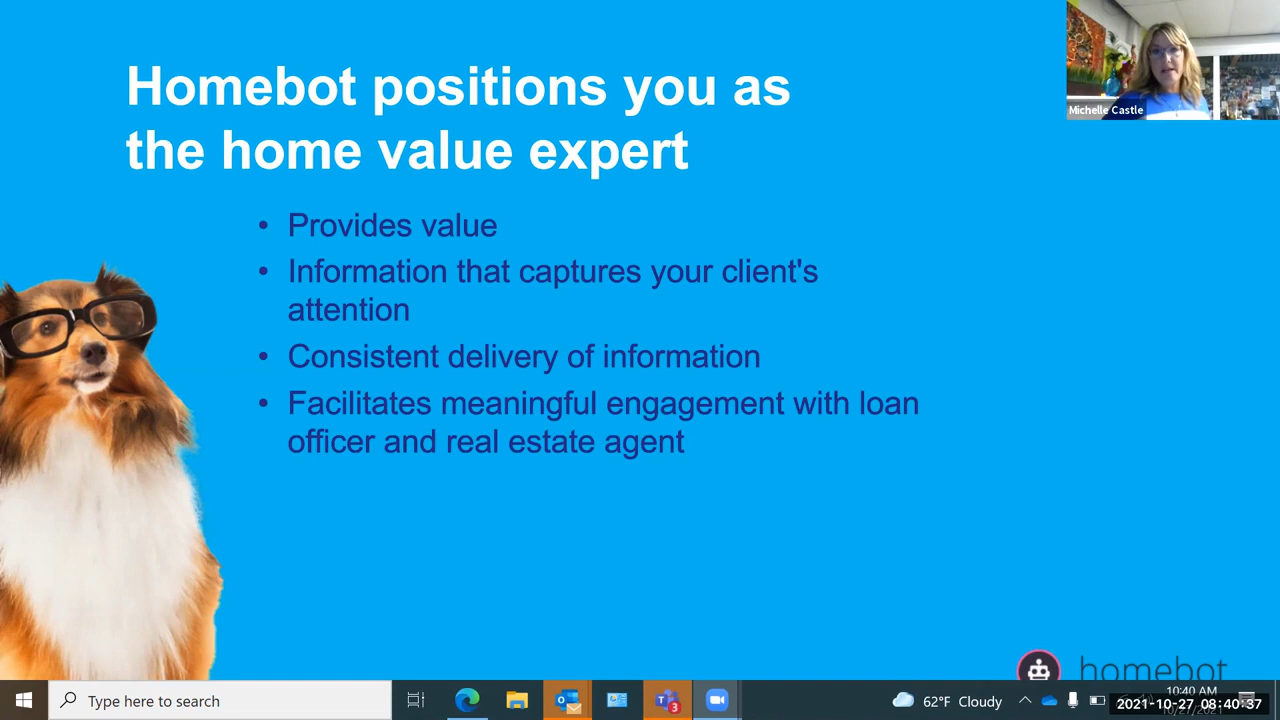 Homebot positions you as
the home value expert
Michelle Castle
• Provides value
• Information that captures your client's
attention
• Consistent delivery of information
• Facilitates meaningful engagement with loan
officer and real estate agent
homebot
Type here to search
3
62°F Cloudy
10:40 AM
2021-10-27 08:40:37